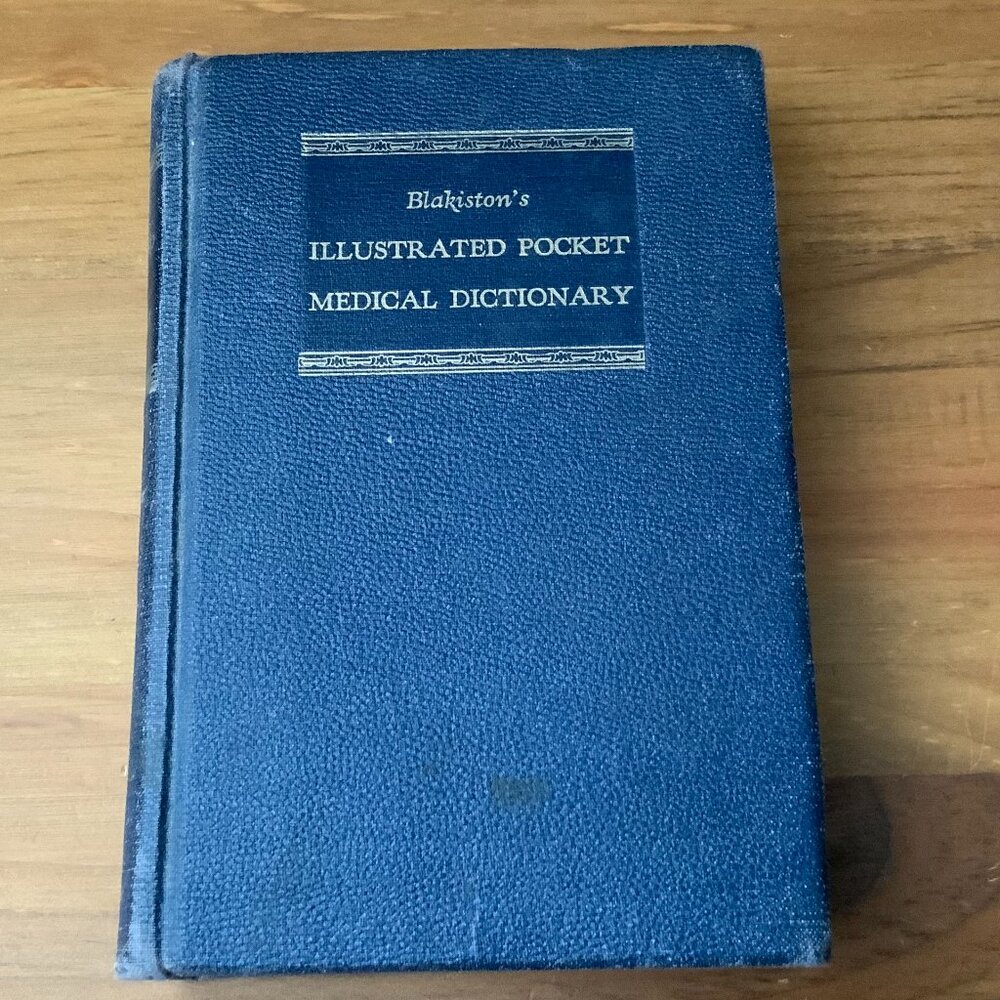 Blakiston's
ILLUSTRATED POCKET
MEDICAL DICTIONARY